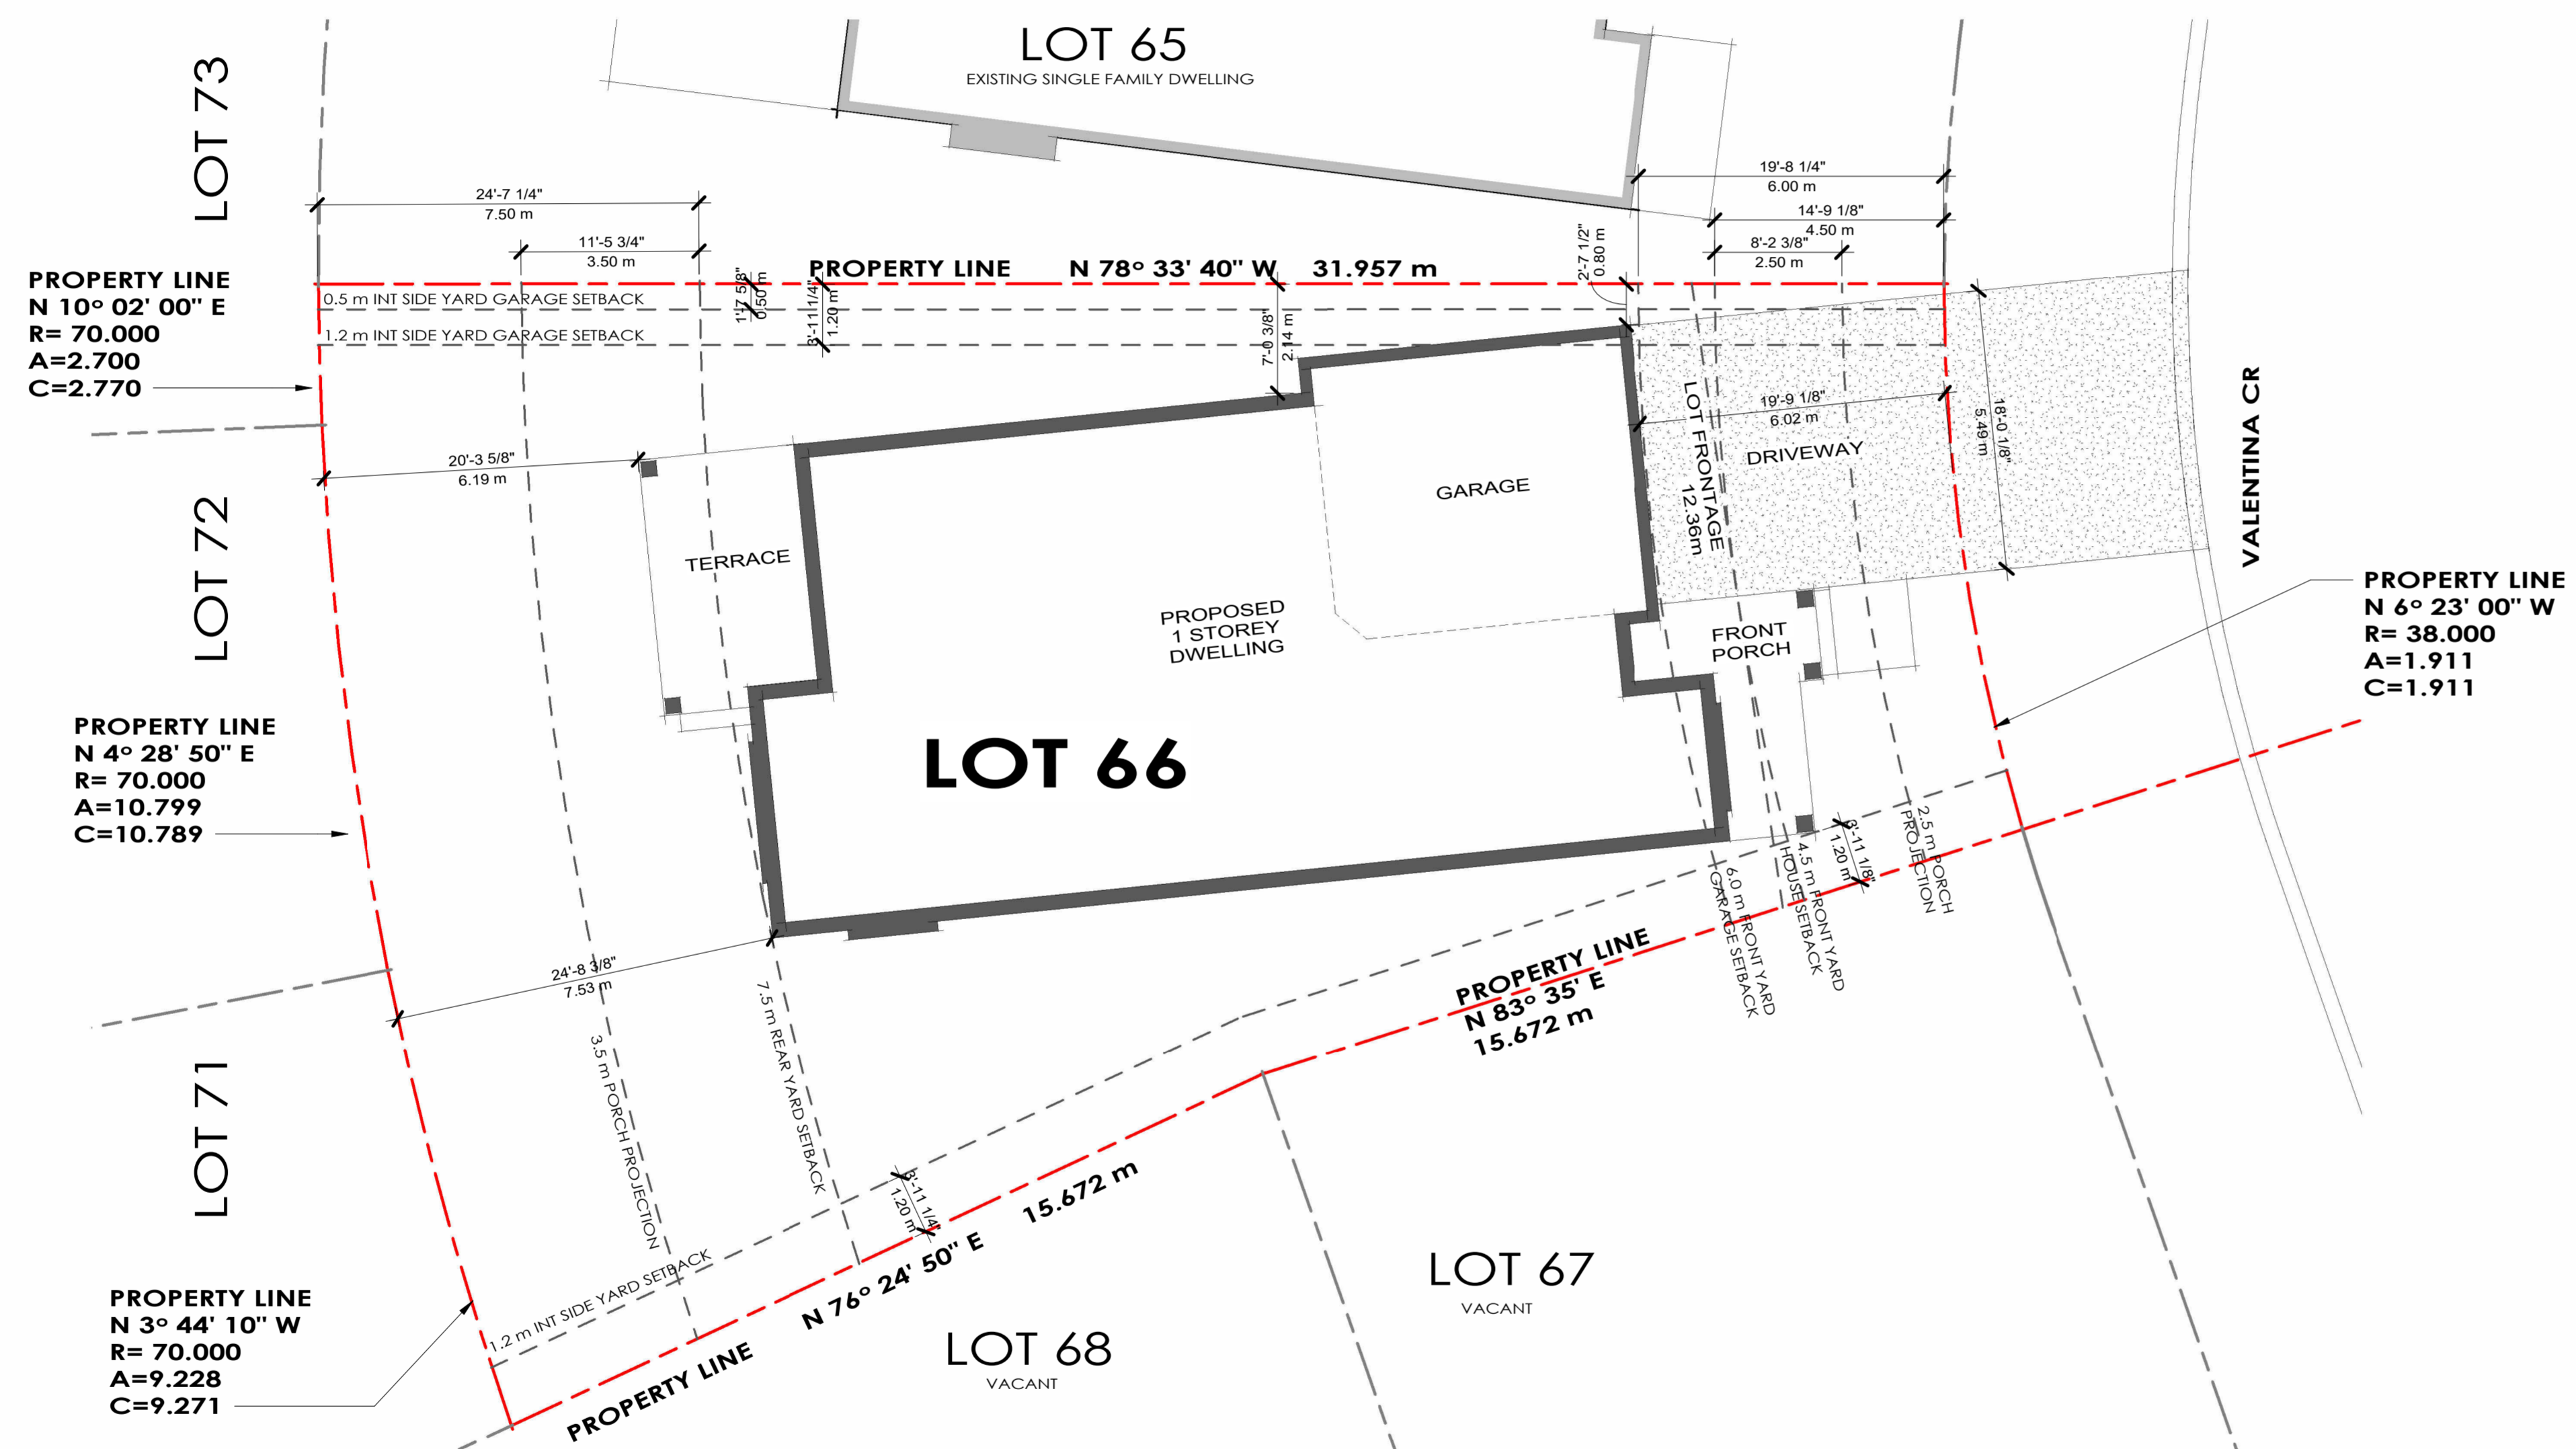 LOT 65
EXISTING SINGLE FAMILY DWELLING
LOT 73
19'-8 1/4"
6.00 m
24'-7 1/4"
7.50 m
14'-9 1/8"
4.50 m
11'-5 3/4"
3.50 m
8'-2 3/8"
2.50 m
2'-7 1/2"
0.80 m
PROPERTY LINE N 78° 33' 40" W 31.957 m
PROPERTY LINE
N 10° 02' 00" E
R= 70.000
A=2.700
C=2.770
0.5 m INT SIDE YARD GARAGE SETBACK
1'-7 5/8"
0.50 m
1.2 m INT SIDE YARD GARAGE SETBACK
3'-11 1/4"
1.20 m
7'-0 3/8"
2.14 m
LOT FRONTAGE
12.36m
19'-9 1/8"
6.02 m
DRIVEWAY
18'-0 1/8"
5.49 m
VALENTINA CR
20'-3 5/8"
6.19 m
GARAGE
LOT 72
TERRACE
PROPOSED
1 STOREY
DWELLING
FRONT
PORCH
PROPERTY LINE
N 6° 23' 00" W
R= 38.000
A=1.911
C=1.911
LOT 66
PROPERTY LINE
N 4° 28' 50" E
R= 70.000
A=10.799
C=10.789
2.5 m PORCH
PROJECTION
3'-11 1/8"
1.20 m
4.5 m FRONT YARD
HOUSE SETBACK
6.0 m FRONT YARD
GARAGE SETBACK
24'-8 3/8"
7.53 m
PROPERTY LINE
N 83° 35' E
15.672 m
7.5 m REAR YARD SETBACK
3.5 m PORCH PROJECTION
LOT 71
3'-11 1/4"
1.20 m
1.2 m INT SIDE YARD SETBACK
PROPERTY LINE N 76° 24' 50" E 15.672 m
LOT 67
VACANT
LOT 68
VACANT
PROPERTY LINE
N 3° 44' 10" W
R= 70.000
A=9.228
C=9.271